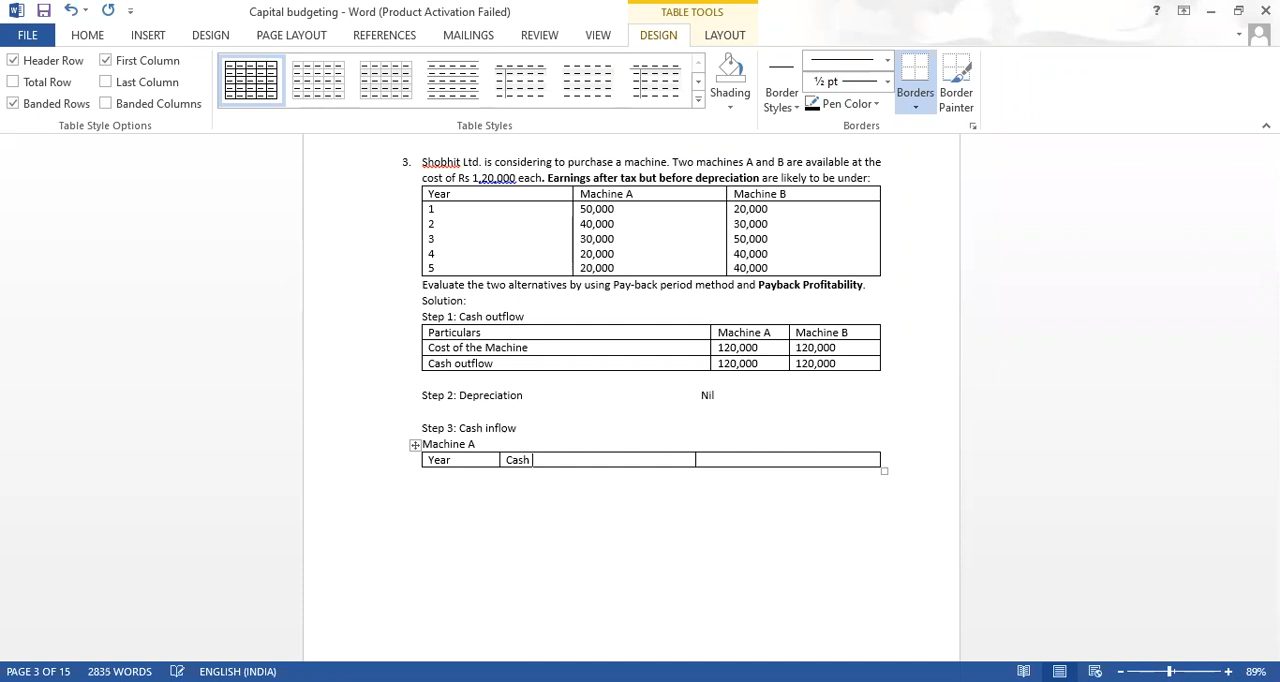 Capital budgeting - Word (Product Activation Failed)
TABLE TOOLS
?
FILE HOME INSERT DESIGN PAGE LAYOUT REFERENCES MAILINGS REVIEW VIEW DESIGN LAYOUT
Header Row First Column
Total Row Last Column
Banded Rows Banded Columns
Table Style Options
Table Styles
Shading
Border Styles
½ pt
Pen Color
Borders
Border Painter
Borders
3. Shobhit Ltd. is considering to purchase a machine. Two machines A and B are available at the
cost of Rs 1,20,000 each. Earnings after tax but before depreciation are likely to be under:
Year Machine A Machine B
1 50,000 20,000
2 40,000 30,000
3 30,000 50,000
4 20,000 40,000
5 20,000 40,000
Evaluate the two alternatives by using Pay-back period method and Payback Profitability.
Solution:
Step 1: Cash outflow
Particulars Machine A Machine B
Cost of the Machine 120,000 120,000
Cash outflow 120,000 120,000
Step 2: Depreciation Nil
Step 3: Cash inflow
Machine A
Year Cash
PAGE 3 OF 15 2835 WORDS ENGLISH (INDIA) 89%